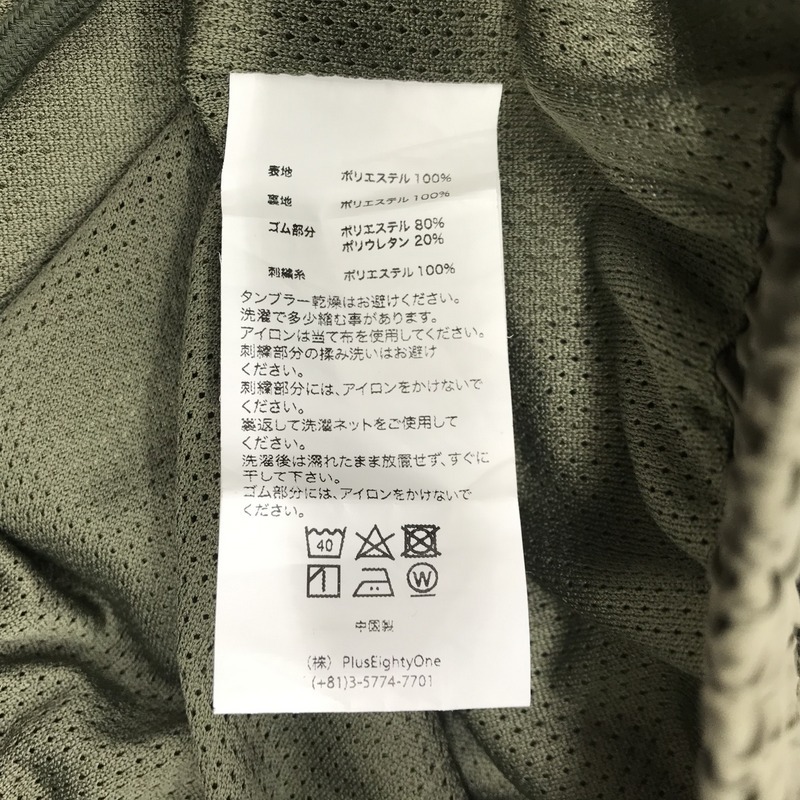 表地 ポリエステル 100%
裏地 ポリエステル 100%
ゴム部分 ポリエステル 80%
ポリウレタン 20%
刺繍糸 ポリエステル 100%
タンブラー乾燥はお避けください。
洗濯で多少縮む事があります。
アイロンは当て布を使用してください。
刺繍部分の揉み洗いはお避け
ください。
刺繍部分には、アイロンをかけないで
ください。
裏返して洗濯ネットをご使用して
ください。
洗濯後は濡れたまま放置せず、すぐに
干して下さい。
ゴム部分には、アイロンをかけないで
ください。
40
W
中国製
(株) PlusEightyOne
(+81)3-5774-7701